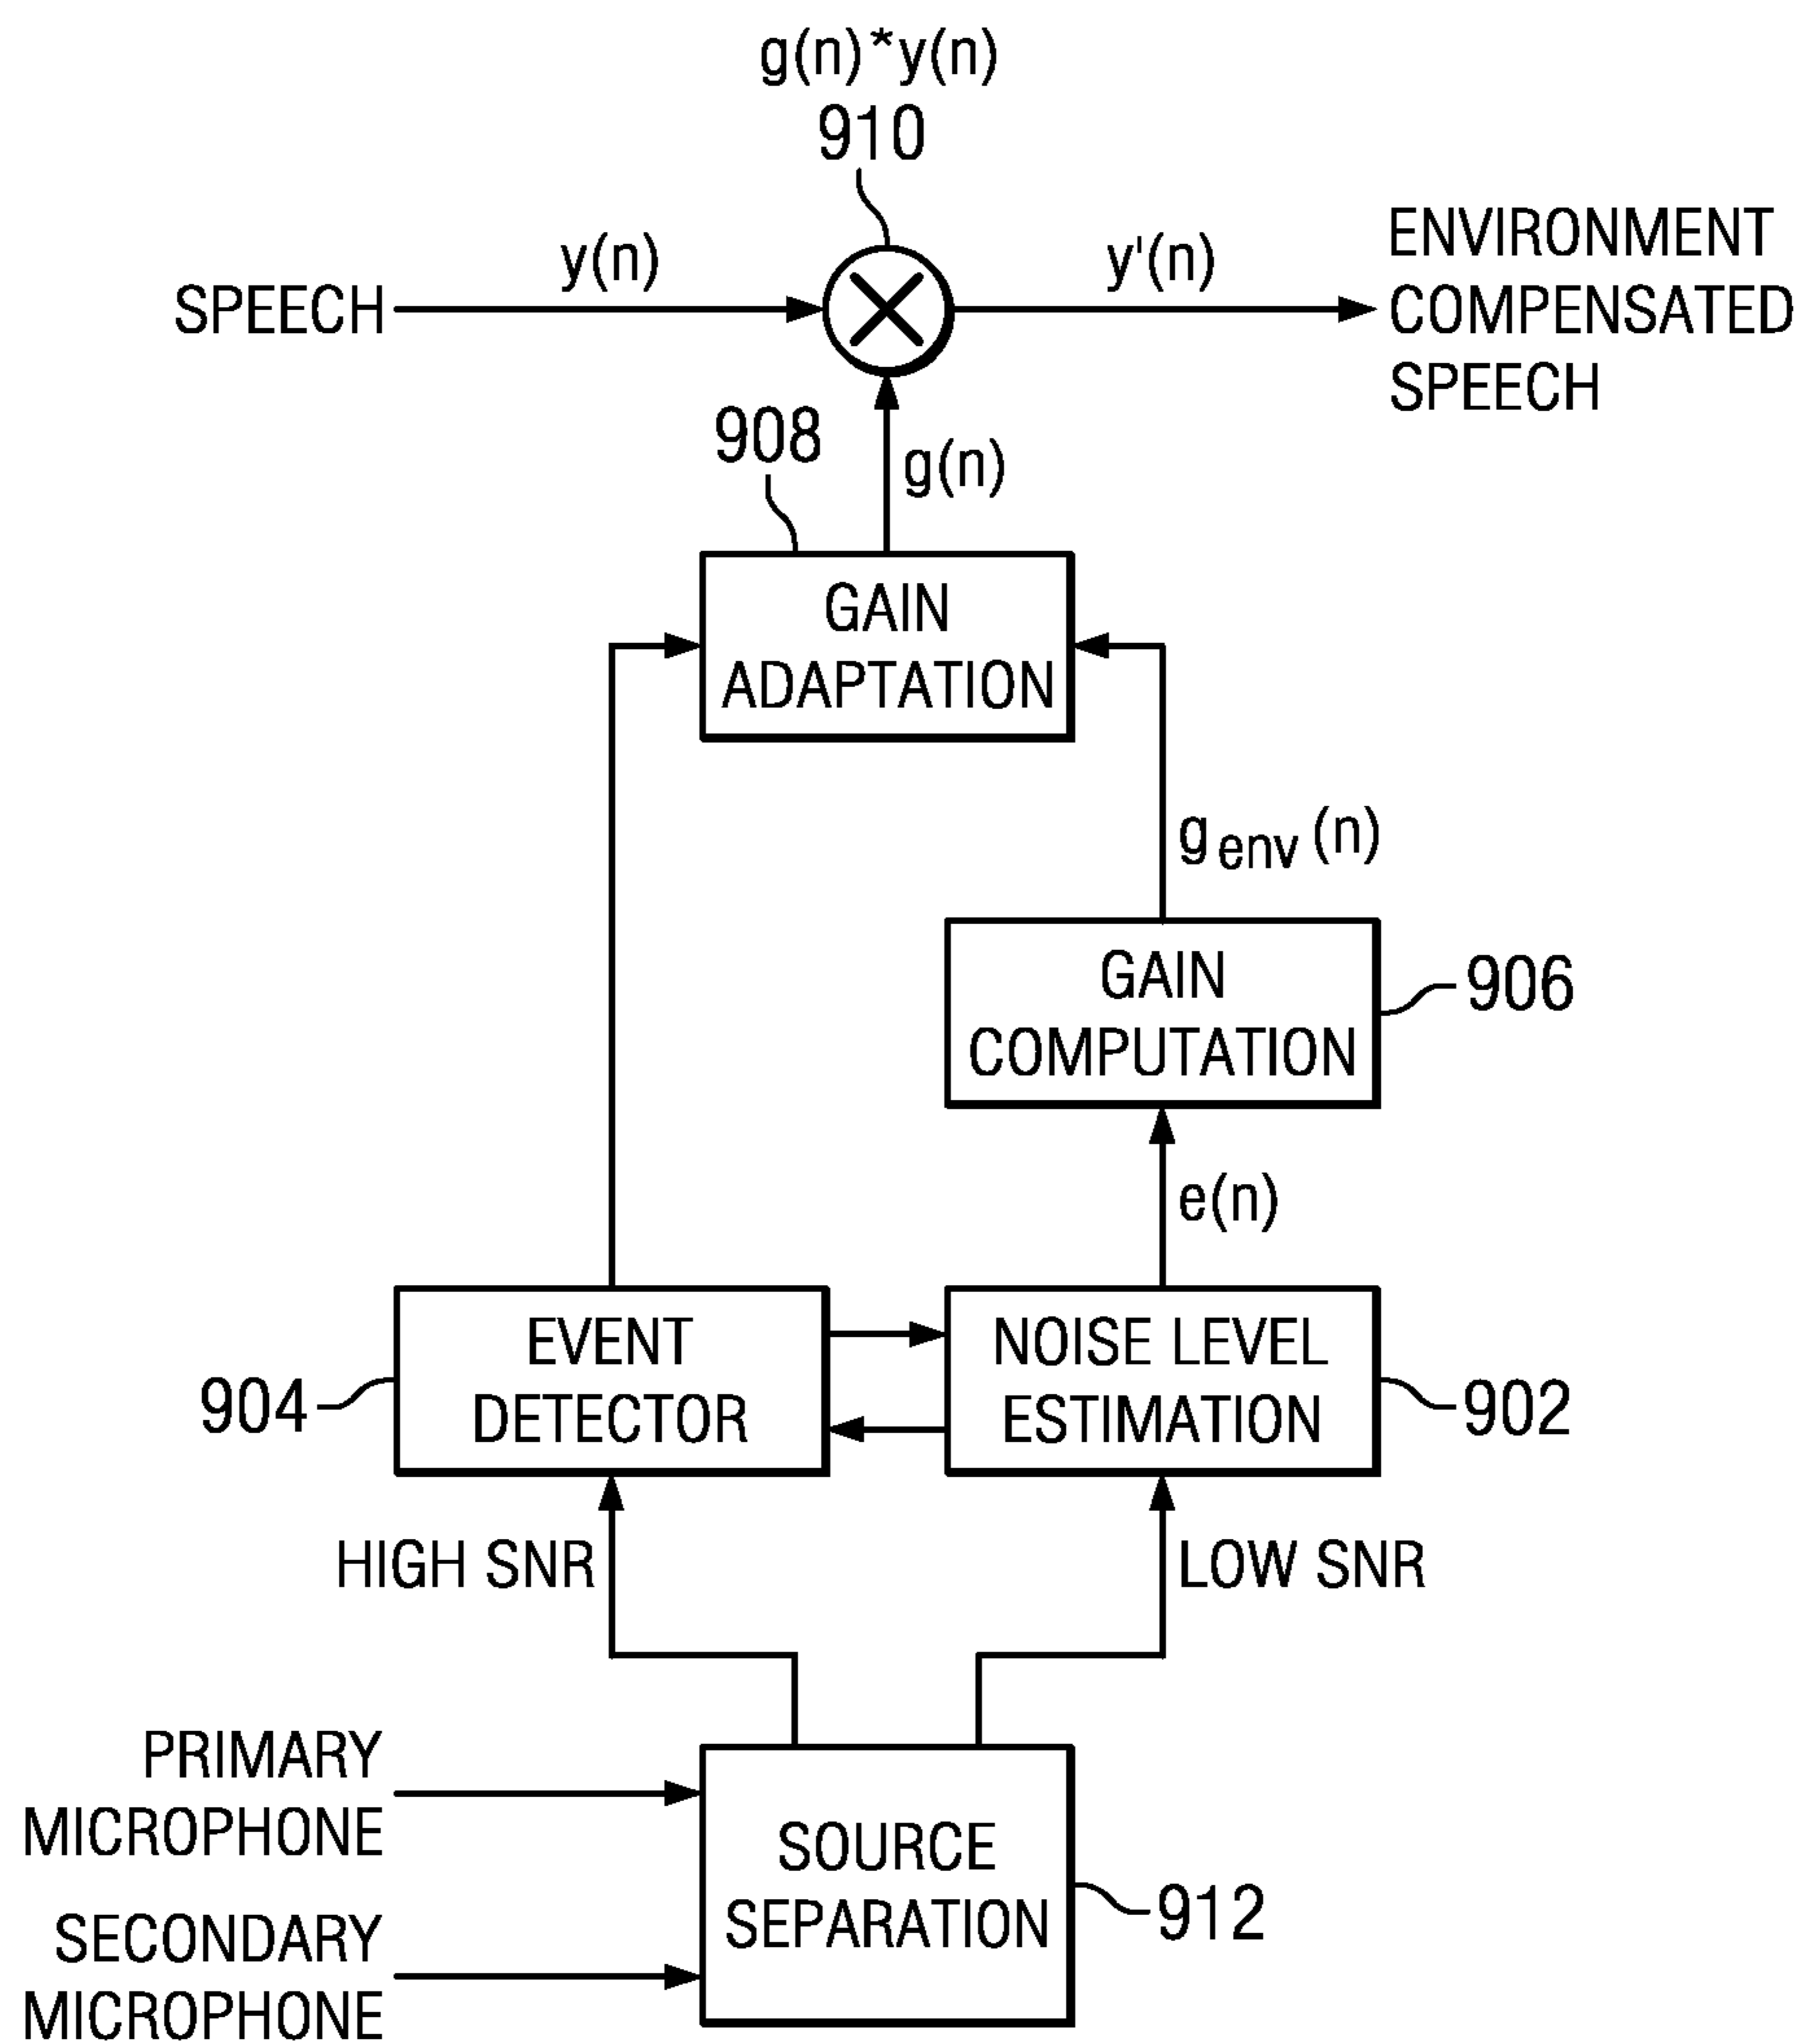 g(n)*y(n)
910
y(n)
y'(n)
SPEECH
ENVIRONMENT
COMPENSATED
SPEECH
908
g(n)
GAIN
ADAPTATION
g env (n)
GAIN
COMPUTATION
906
e(n)
EVENT
DETECTOR
904
NOISE LEVEL
ESTIMATION
902
HIGH SNR
LOW SNR
PRIMARY
MICROPHONE
SECONDARY
MICROPHONE
SOURCE
SEPARATION
912